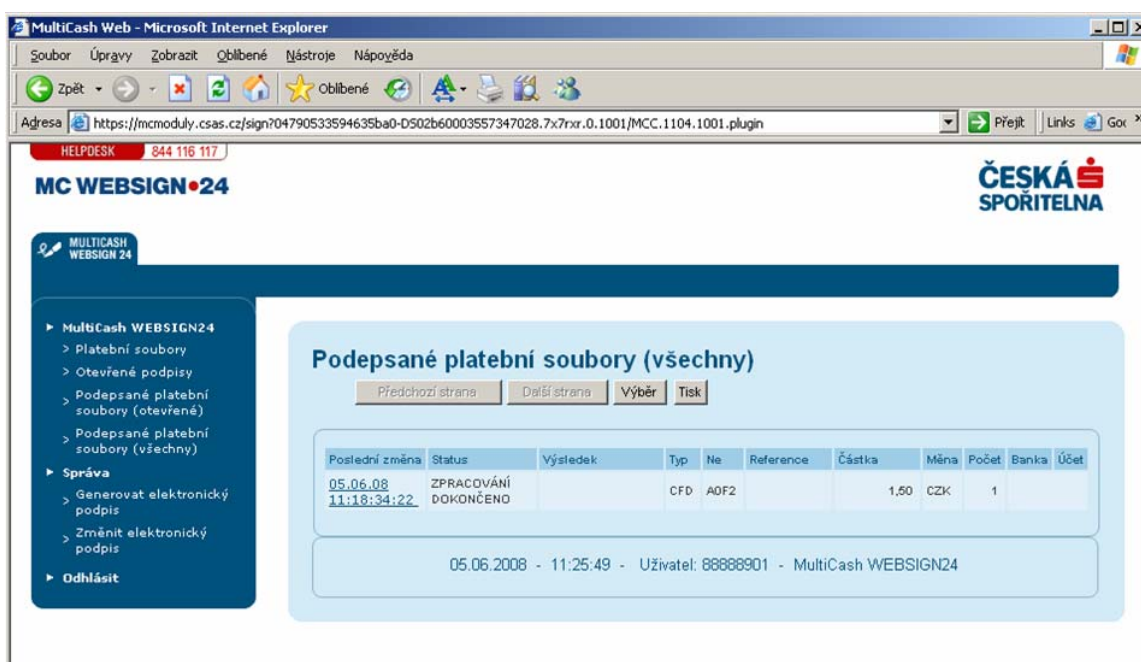 MultiCash Web - Microsoft Internet Explorer
Soubor Úpravy Zobrazit Oblíbené Nástroje Nápověda
Zpět Oblíbené
Adresa https://mcmoduly.csas.cz/sign?04790533594635ba0-D502b60003557347028.7x7rxr.0.1001/MCC.1104.1001.plugin Přejít Links
HELPDESK 844 116 117
MC WEBSIGN•24
ČESKÁ
SPOŘITELNA
MULTICASH
WEBSIGN 24
MultiCash WEBSIGN24
> Platební soubory
> Otevřené podpisy
> Podepsané platební
soubory (otevřené)
> Podepsané platební
soubory (všechny)
Správa
> Generovat elektronický
podpis
> Změnit elektronický
podpis
Odhlásit
Podepsané platební soubory (všechny)
Předchozí strana Další strana Výběr Tisk
Poslední změna Status Výsledek Typ Ne Reference Částka Měna Počet Banka Účet
05.06.08 ZPRACOVÁNÍ
11:18:34:22 DOKONČENO CFD A0F2 1,50 CZK 1
05.06.2008 - 11:25:49 - Uživatel: 88888901 - MultiCash WEBSIGN24